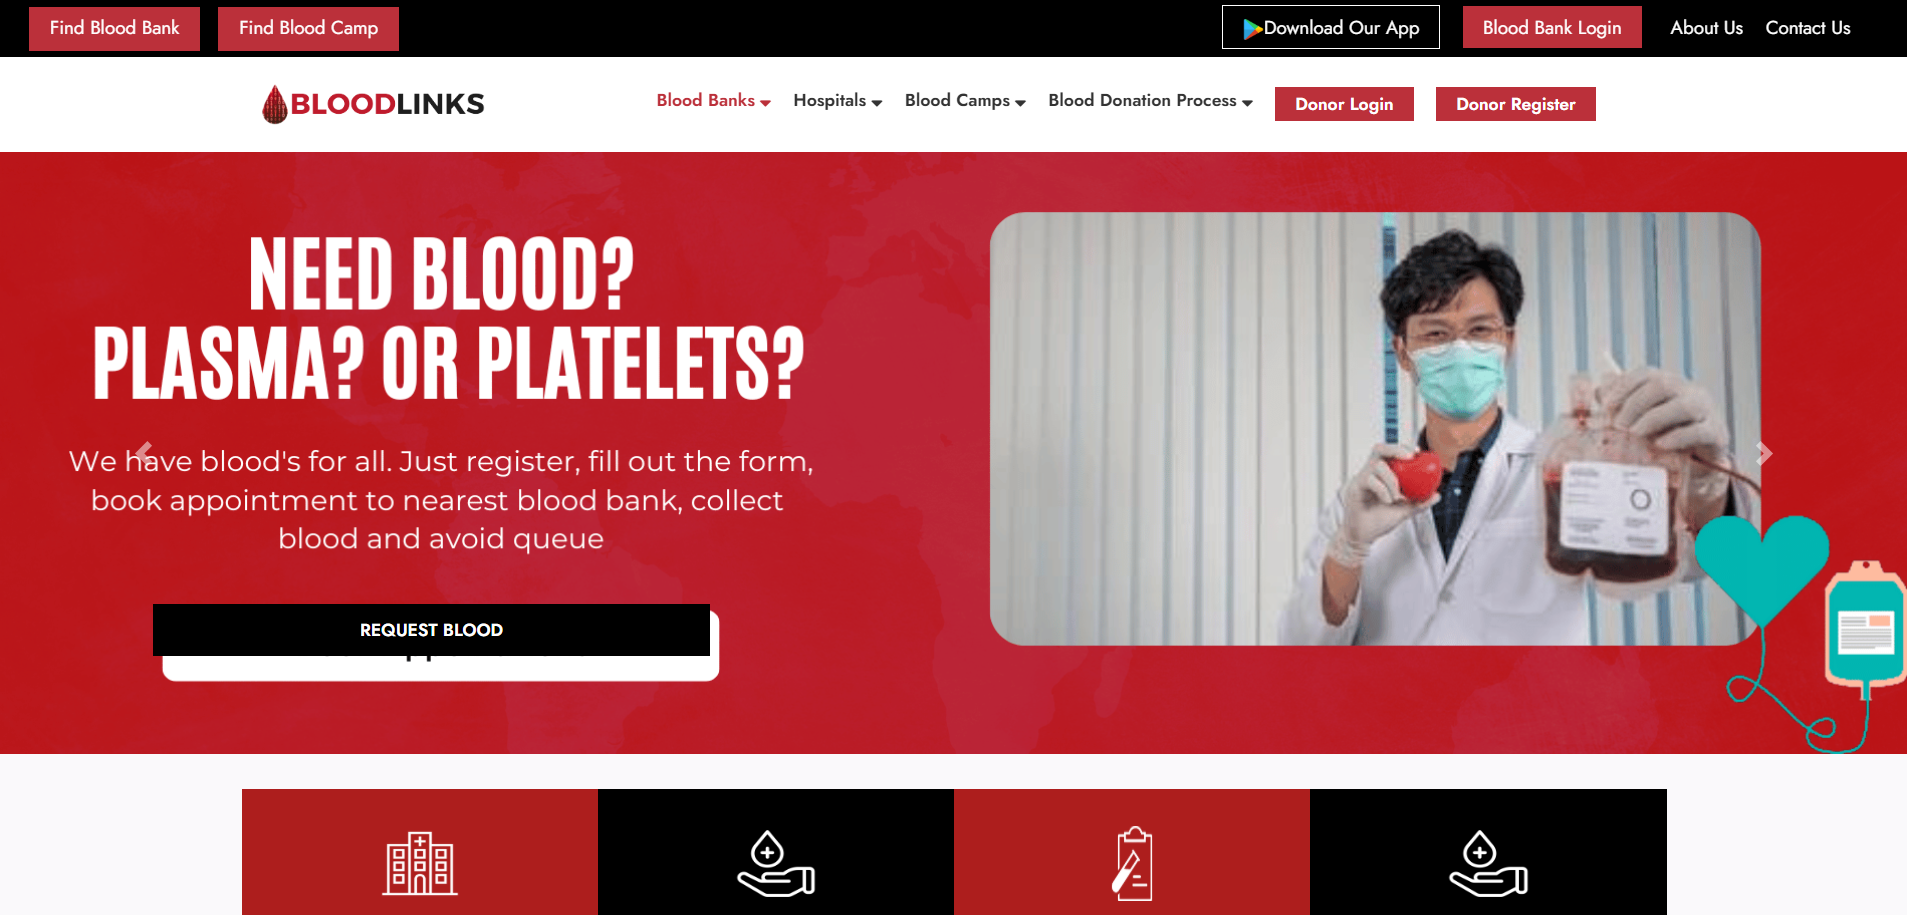 Find Blood Bank
Find Blood Camp
Download Our App
Blood Bank Login
About Us
Contact Us
BLOODLINKS
Blood Banks
Hospitals
Blood Camps
Blood Donation Process
Donor Login
Donor Register
NEED BLOOD?
PLASMA? OR PLATELETS?
We have blood's for all. Just register, fill out the form,
book appointment to nearest blood bank, collect
blood and avoid queue
REQUEST BLOOD